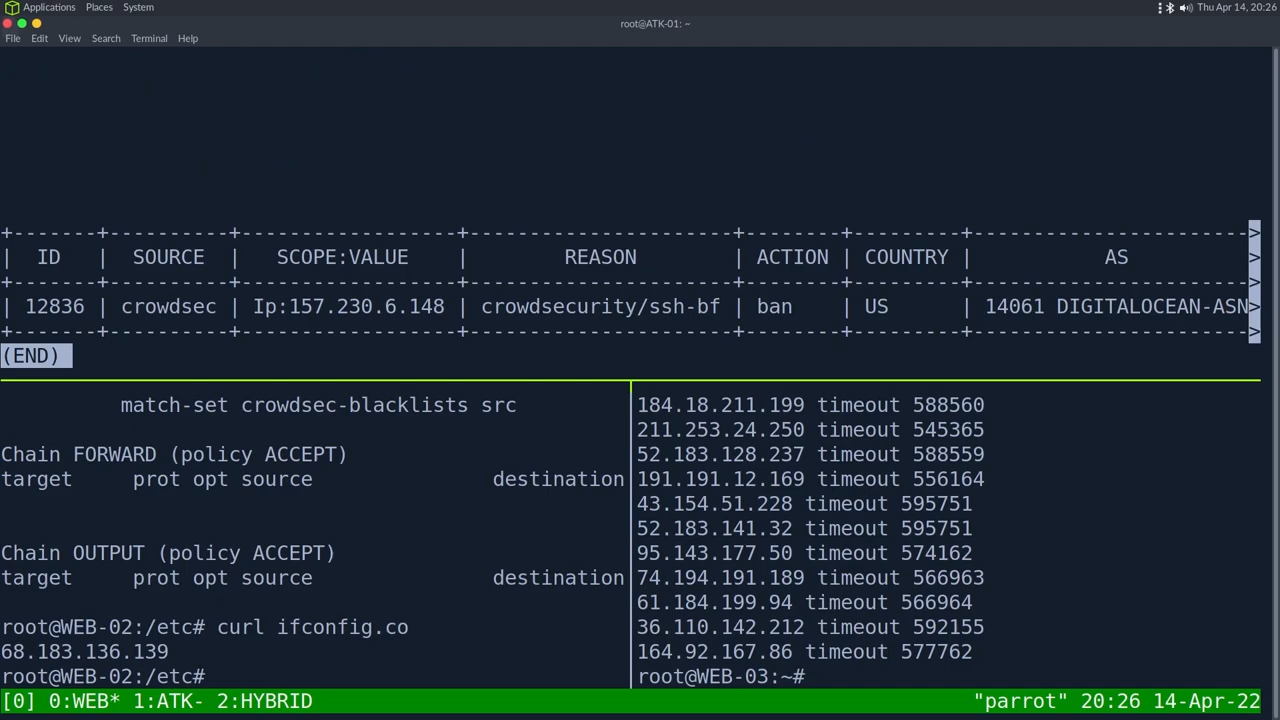 Applications Places System Thu Apr 14, 20:26
root@ATK-01: ~
File Edit View Search Terminal Help
+-------+----------+-------------------+----------------------+--------+---------+----------------------->
| ID | SOURCE | SCOPE:VALUE | REASON | ACTION | COUNTRY | AS >
+-------+----------+-------------------+----------------------+--------+---------+----------------------->
| 12836 | crowdsec | Ip:157.230.6.148 | crowdsecurity/ssh-bf | ban | US | 14061 DIGITALOCEAN-ASN>
+-------+----------+-------------------+----------------------+--------+---------+----------------------->
(END)
match-set crowdsec-blacklists src
Chain FORWARD (policy ACCEPT)
target prot opt source destination
Chain OUTPUT (policy ACCEPT)
target prot opt source destination
root@WEB-02:/etc# curl ifconfig.co
68.183.136.139
root@WEB-02:/etc#
184.18.211.199 timeout 588560
211.253.24.250 timeout 545365
52.183.128.237 timeout 588559
191.191.12.169 timeout 556164
43.154.51.228 timeout 595751
52.183.141.32 timeout 595751
95.143.177.50 timeout 574162
74.194.191.189 timeout 566963
61.184.199.94 timeout 566964
36.110.142.212 timeout 592155
164.92.167.86 timeout 577762
root@WEB-03:~#
[0] 0:WEB* 1:ATK- 2:HYBRID "parrot" 20:26 14-Apr-22